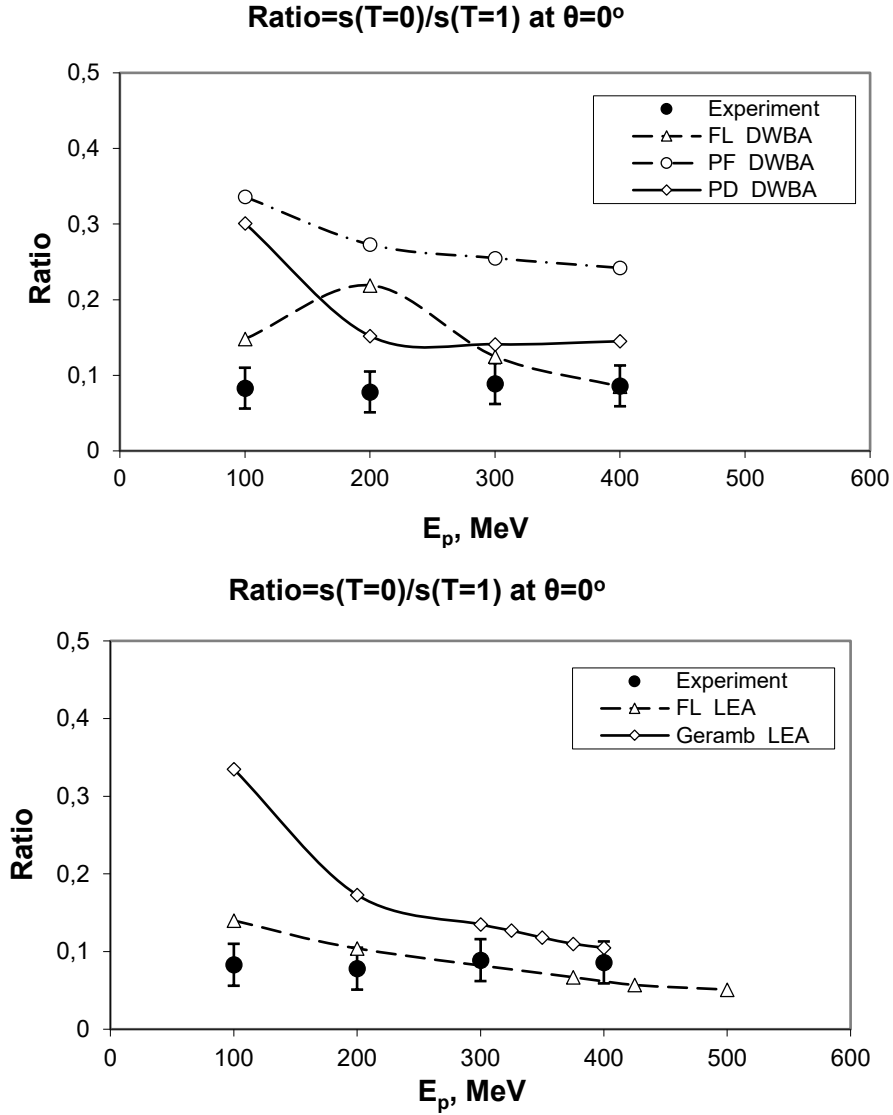 Ratio=s(T=0)/s(T=1) at θ=0º
0,5
0,4
0,3
0,2
0,1
0
Ratio
Experiment
FL DWBA
PF DWBA
PD DWBA
0 100 200 300 400 500 600
Ep, MeV
Ratio=s(T=0)/s(T=1) at θ=0º
0,5
0,4
0,3
0,2
0,1
0
Ratio
Experiment
FL LEA
Geramb LEA
0 100 200 300 400 500 600
Ep, MeV